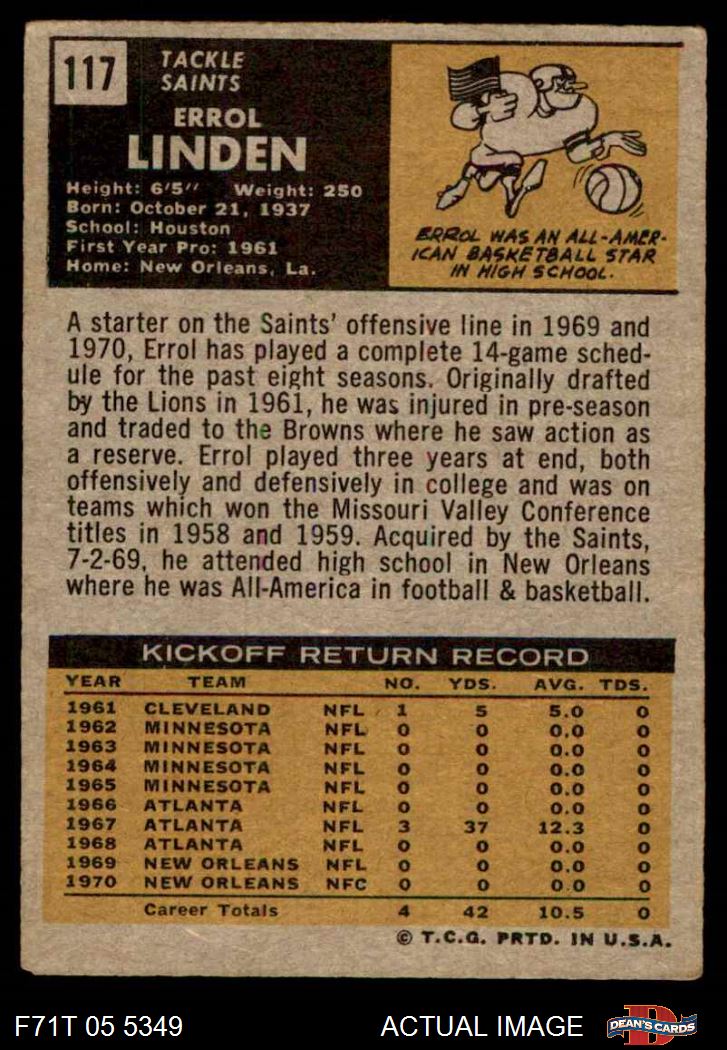 117
TACKLE
SAINTS
ERROL
LINDEN
Height: 6'5" Weight: 250
Born: October 21, 1937
School: Houston
First Year Pro: 1961
Home: New Orleans, La.
ERROL WAS AN ALL-AMER-
ICAN BASKETBALL STAR
IN HIGH SCHOOL.
A starter on the Saints' offensive line in 1969 and
1970, Errol has played a complete 14-game sched-
ule for the past eight seasons. Originally drafted
by the Lions in 1961, he was injured in pre-season
and traded to the Browns where he saw action as
a reserve. Errol played three years at end, both
offensively and defensively in college and was on
teams which won the Missouri Valley Conference
titles in 1958 and 1959. Acquired by the Saints,
7-2-69, he attended high school in New Orleans
where he was All-America in football & basketball.
KICKOFF RETURN RECORD
YEAR TEAM NO. YDS. AVG. TDS.
1961 CLEVELAND NFL 1 5 5.0 0
1962 MINNESOTA NFL 0 0 0.0 0
1963 MINNESOTA NFL 0 0 0.0 0
1964 MINNESOTA NFL 0 0 0.0 0
1965 MINNESOTA NFL 0 0 0.0 0
1966 ATLANTA NFL 0 0 0.0 0
1967 ATLANTA NFL 3 37 12.3 0
1968 ATLANTA NFL 0 0 0.0 0
1969 NEW ORLEANS NFL 0 0 0.0 0
1970 NEW ORLEANS NFC 0 0 0.0 0
Career Totals 4 42 10.5 0
© T.C.G. PRTD. IN U.S.A.
F71T 05 5349 ACTUAL IMAGE D DEAN'S CARDS